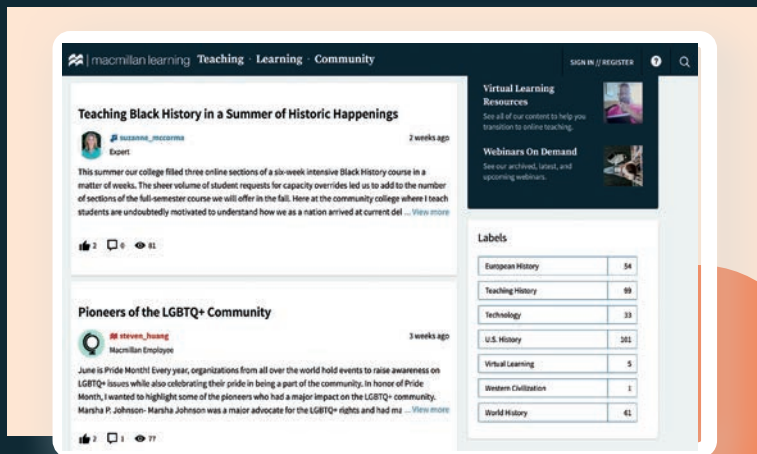 macmillan learning Teaching · Learning · Community
SIGN IN // REGISTER
?
Teaching Black History in a Summer of Historic Happenings
suzanne_mccorma
2 weeks ago
Expert
This summer our college filled three online sections of a six-week intensive Black History course in a
matter of weeks. The sheer volume of student requests for capacity overrides led us to add to the number
of sections of the full-semester course we will offer in the fall. Here at the community college where I teach
students are undoubtedly motivated to understand how we as a nation arrived at current del ... View more
2 0 81
Pioneers of the LGBTQ+ Community
steven_huang
3 weeks ago
Macmillan Employee
June is Pride Month! Every year, organizations from all over the world hold events to raise awareness on
LGBTQ+ issues while also celebrating their pride in being a part of the community. In honor of Pride
Month, I wanted to highlight some of the pioneers who had a major impact on the LGBTQ+ community.
Marsha P. Johnson- Marsha Johnson was a major advocate for the LGBTQ+ rights and had ma ... View more
2 1 77
Virtual Learning
Resources
See all of our content to help you
transition to online teaching.
Webinars On Demand
See our archived, latest, and
upcoming webinars.
Labels
European History 54
Teaching History 99
Technology 33
U.S. History 101
Virtual Learning 5
Western Civilization 1
World History 61